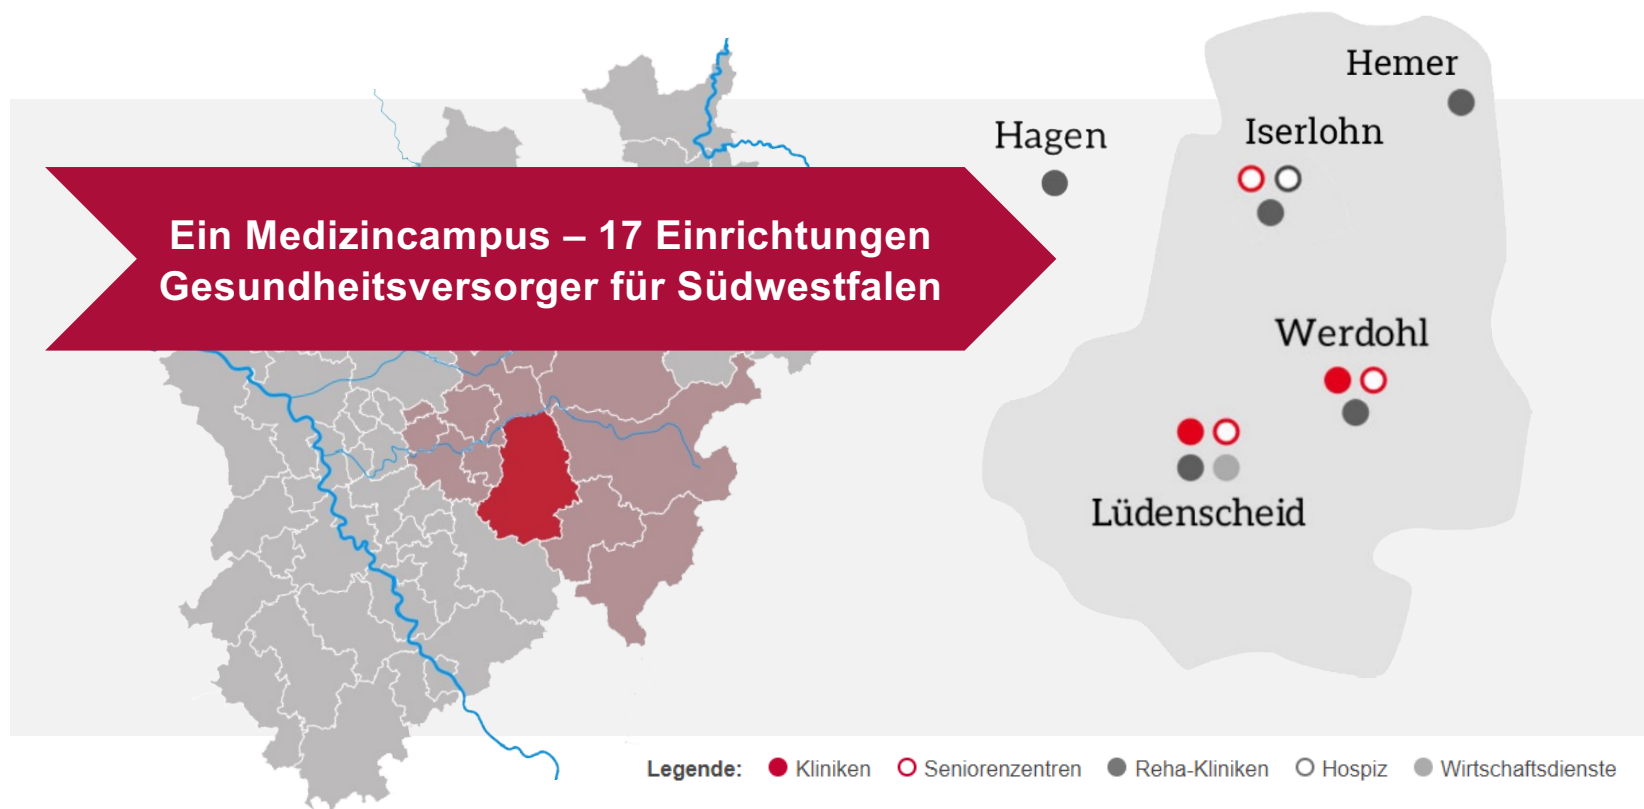 Ein Medizincampus – 17 Einrichtungen
Gesundheitsversorger für Südwestfalen
Hemer
Hagen
Iserlohn
Werdohl
Lüdenscheid
Legende: Kliniken Seniorenzentren Reha-Kliniken Hospiz Wirtschaftsdienste